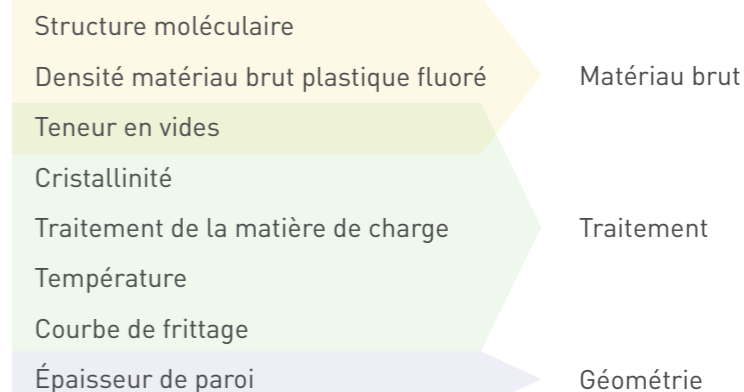 Structure moléculaire
Densité matériau brut plastique fluoré
Matériau brut
Teneur en vides
Cristallinité
Traitement de la matière de charge
Traitement
Température
Courbe de frittage
Épaisseur de paroi
Géométrie